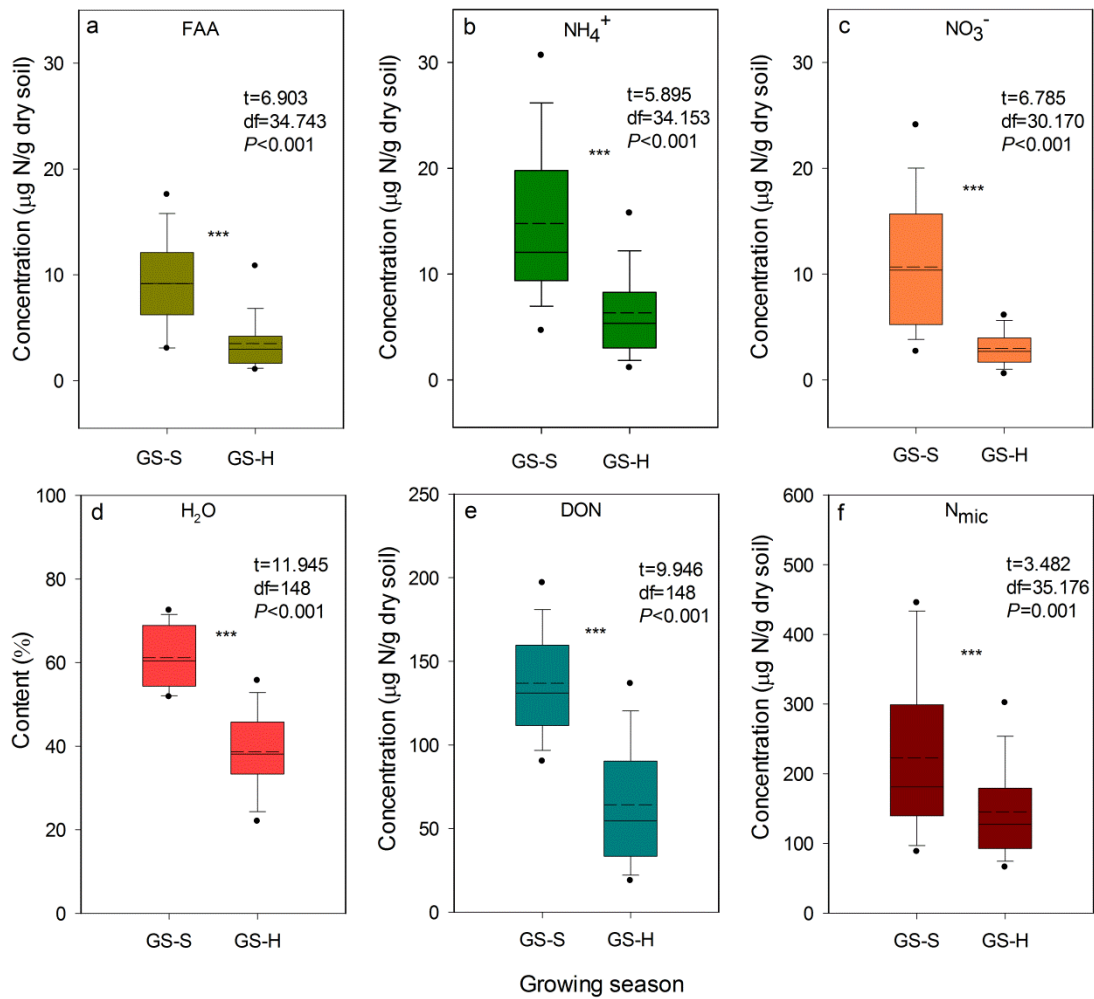 a
FAA
Concentration (µg N/g dry soil)
30
20
10
0
t=6.903
df=34.743
P<0.001
***
GS-S
GS-H
b
NH₄⁺
Concentration (µg N/g dry soil)
30
20
10
0
t=5.895
df=34.153
P<0.001
***
GS-S
GS-H
c
NO₃⁻
Concentration (µg N/g dry soil)
30
20
10
0
t=6.785
df=30.170
P<0.001
***
GS-S
GS-H
d
H₂O
Content (%)
100
80
60
40
20
0
t=11.945
df=148
P<0.001
***
GS-S
GS-H
e
DON
Concentration (µg N/g dry soil)
250
200
150
100
50
0
t=9.946
df=148
P<0.001
***
GS-S
GS-H
f
Nmic
Concentration (µg N/g dry soil)
600
500
400
300
200
100
0
t=3.482
df=35.176
P=0.001
***
GS-S
GS-H
Growing season